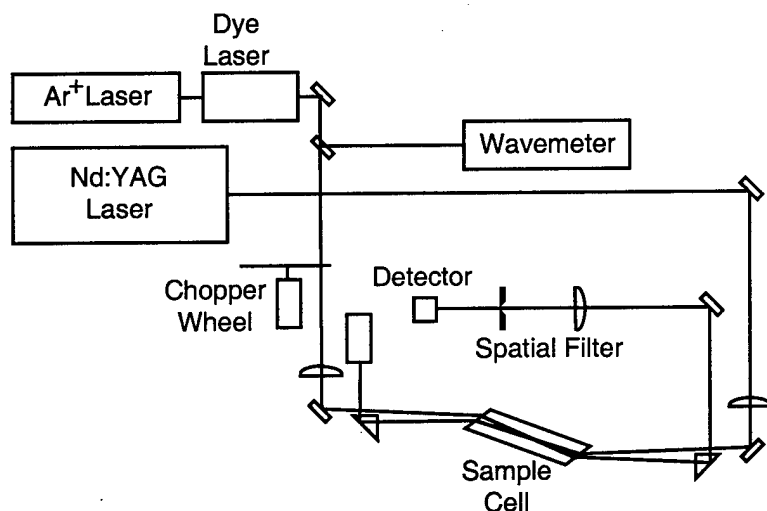 Dye
Laser
Ar+ Laser
Wavemeter
Nd:YAG
Laser
Chopper
Wheel
Detector
Spatial Filter
Sample
Cell